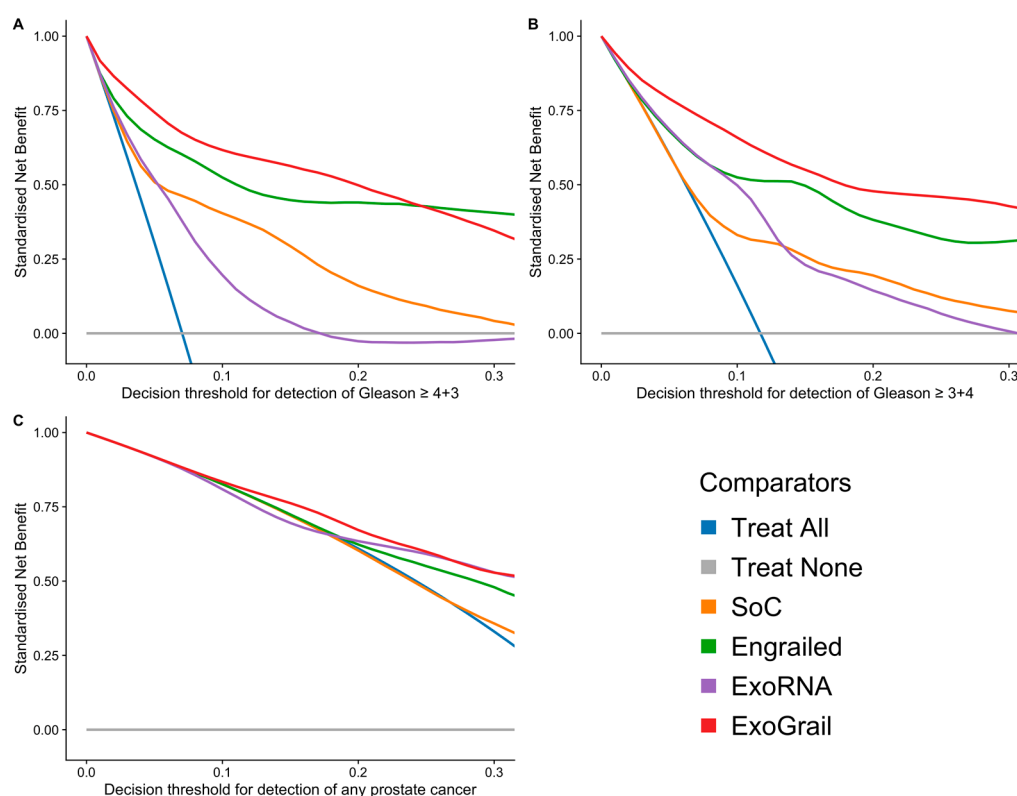 A
Standardised Net Benefit
1.00
0.75
0.50
0.25
0.00
0.0 0.1 0.2 0.3
Decision threshold for detection of Gleason ≥ 4+3
B
Standardised Net Benefit
1.00
0.75
0.50
0.25
0.00
0.0 0.1 0.2 0.3
Decision threshold for detection of Gleason ≥ 3+4
C
Standardised Net Benefit
1.00
0.75
0.50
0.25
0.00
0.0 0.1 0.2 0.3
Decision threshold for detection of any prostate cancer
Comparators
Treat All
Treat None
SoC
Engrailed
ExoRNA
ExoGrail